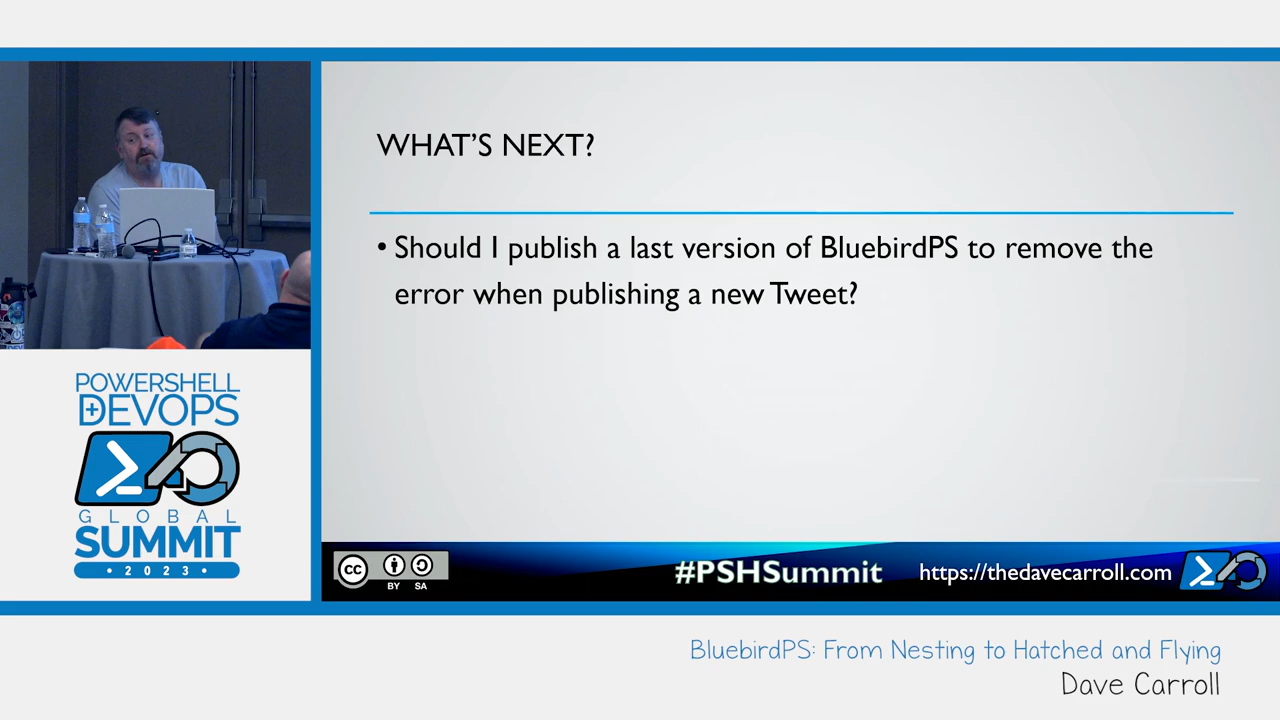 WHAT'S NEXT?
• Should I publish a last version of BluebirdPS to remove the
error when publishing a new Tweet?
POWERSHELL
+DEVOPS
GLOBAL
SUMMIT
• 2023 •
cc
BY
SA
#PSHSummit
https://thedavecarroll.com
BluebirdPS: From Nesting to Hatched and Flying
Dave Carroll